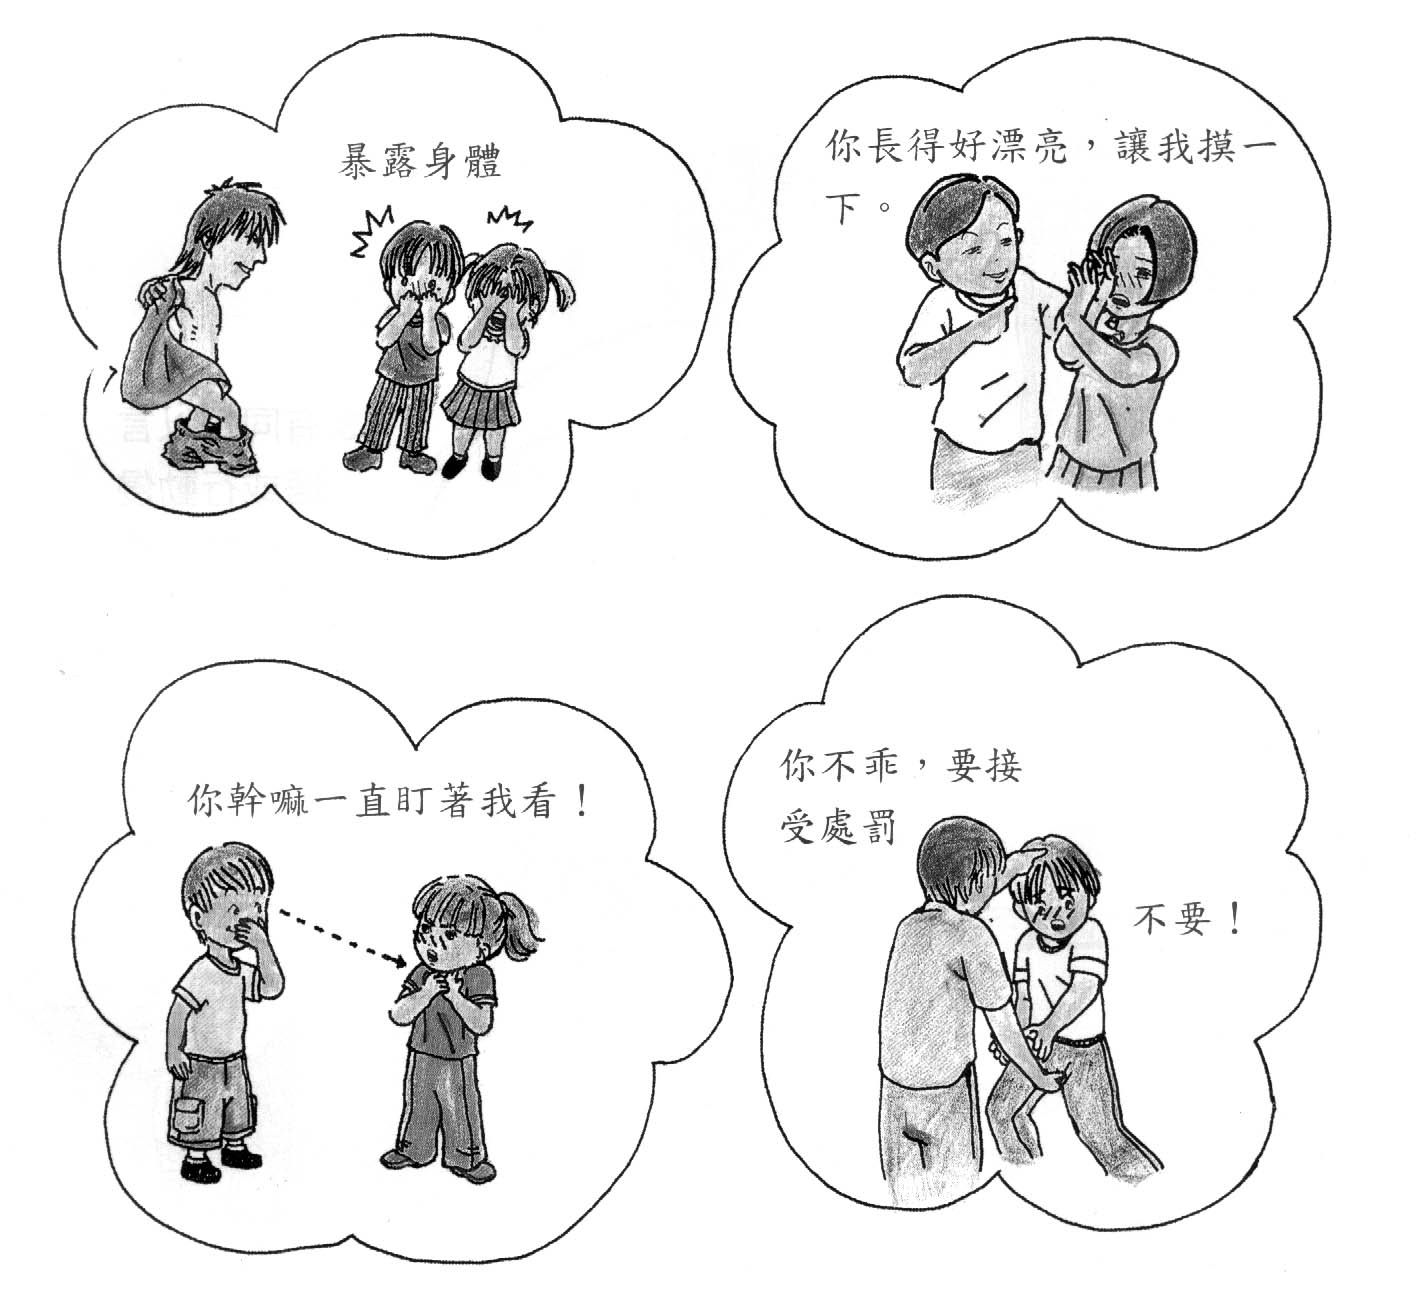 暴露身體
你長得好漂亮，讓我摸一
下。
你幹嘛一直盯著我看！
你不乖，要接
受處罰
不要！